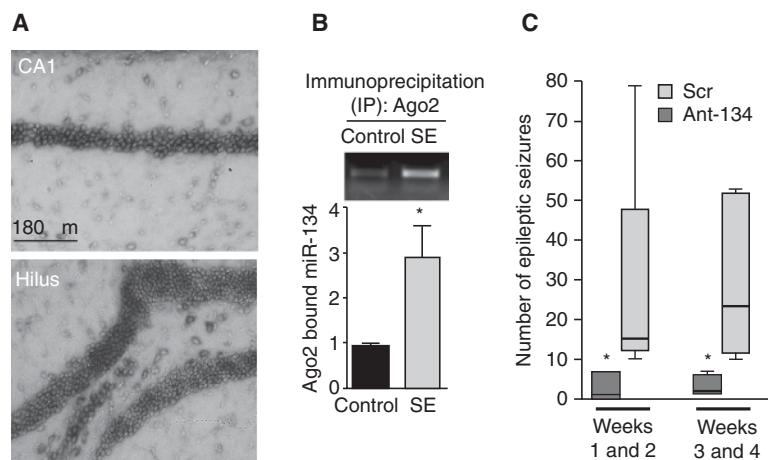 A
CA1
180 m
Hilus
B
Immunoprecipitation
(IP): Ago2
Control SE
*
Ago2 bound miR-134
4
3
2
1
0
Control SE
C
Number of epileptic seizures
80
70
60
50
40
30
20
10
0
Scr
Ant-134
*
*
Weeks
1 and 2
Weeks
3 and 4